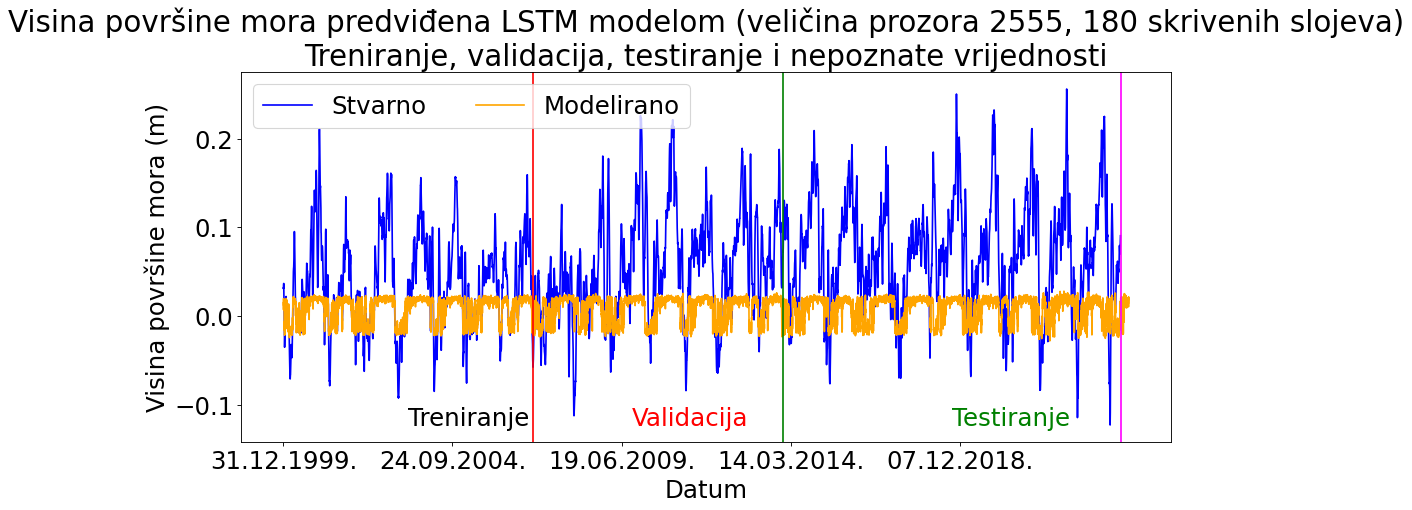 Visina površine mora predviđena LSTM modelom (veličina prozora 2555, 180 skrivenih slojeva)
Treniranje, validacija, testiranje i nepoznate vrijednosti
Stvarno Modelirano
Visina površine mora (m)
0.2
0.1
0.0
−0.1
Treniranje Validacija Testiranje
31.12.1999. 24.09.2004. 19.06.2009. 14.03.2014. 07.12.2018.
Datum